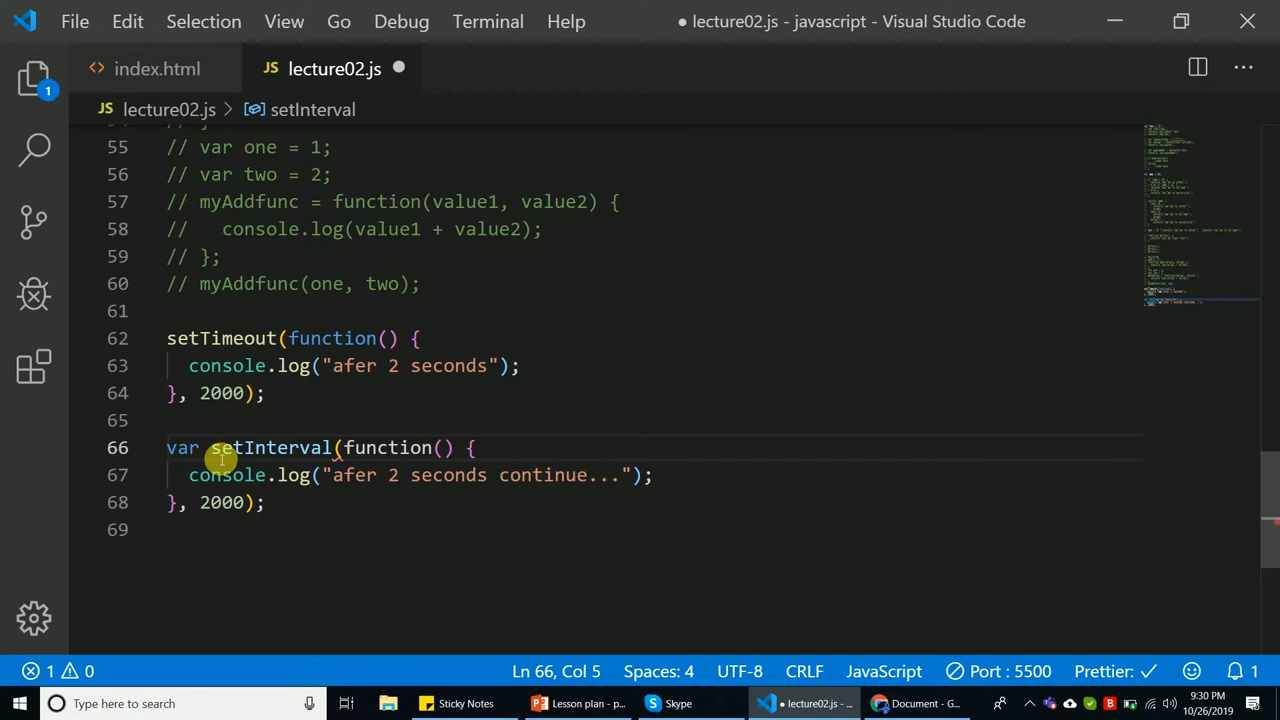 File Edit Selection View Go Debug Terminal Help ● lecture02.js - javascript - Visual Studio Code
<> index.html JS lecture02.js
JS lecture02.js > setInterval
1
55 // var one = 1;
56 // var two = 2;
57 // myAddfunc = function(value1, value2) {
58 //   console.log(value1 + value2);
59 // };
60 // myAddfunc(one, two);
61
62 setTimeout(function() {
63   console.log("afer 2 seconds");
64 }, 2000);
65
66 var setInterval(function() {
67   console.log("afer 2 seconds continue...");
68 }, 2000);
69
1 0 Ln 66, Col 5 Spaces: 4 UTF-8 CRLF JavaScript Port : 5500 Prettier: ✓ 1
Type here to search Sticky Notes Lesson plan - p... Skype ● lecture02.js - ... Document - G... 9:30 PM
10/26/2019